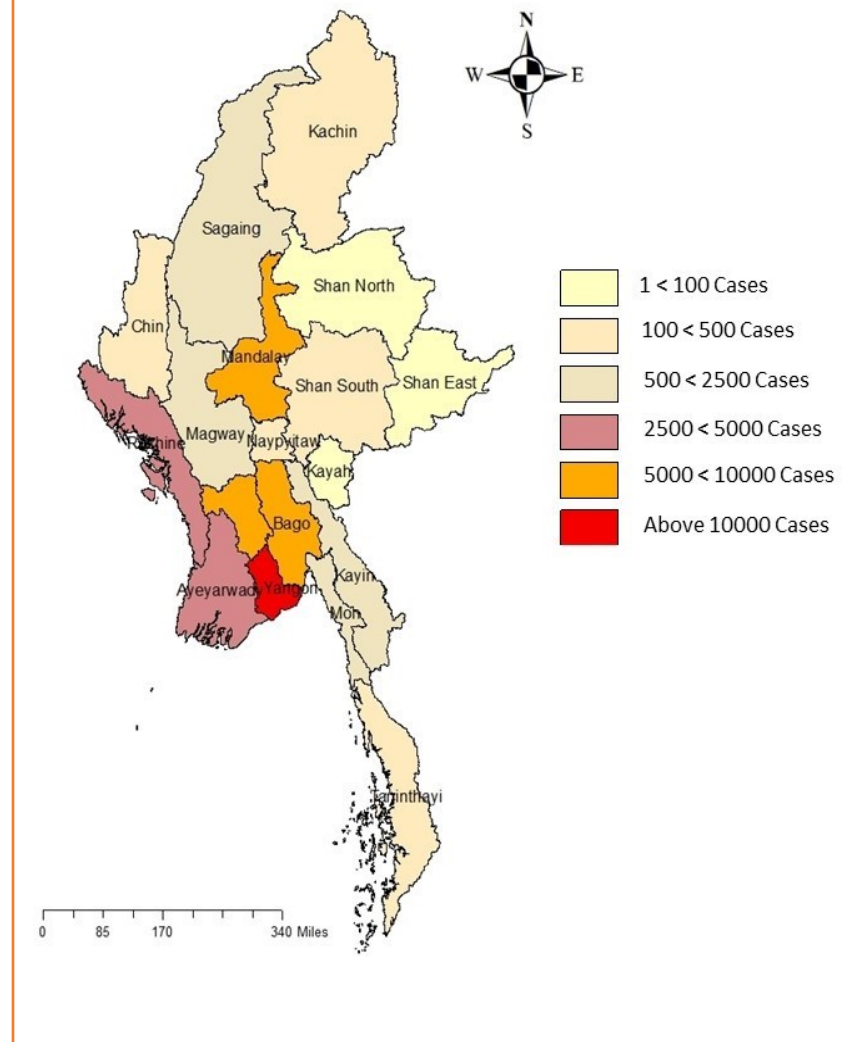 N
W
E
S
Kachin
Sagaing
Shan North
Chin
Mandalay
Shan South
Shan East
Rakhine
Magway
Naypyitaw
Kayah
Bago
Kayin
Ayeyarwady
Yangon
Mon
Taninthayi
1 < 100 Cases
100 < 500 Cases
500 < 2500 Cases
2500 < 5000 Cases
5000 < 10000 Cases
Above 10000 Cases
0 85 170 340 Miles